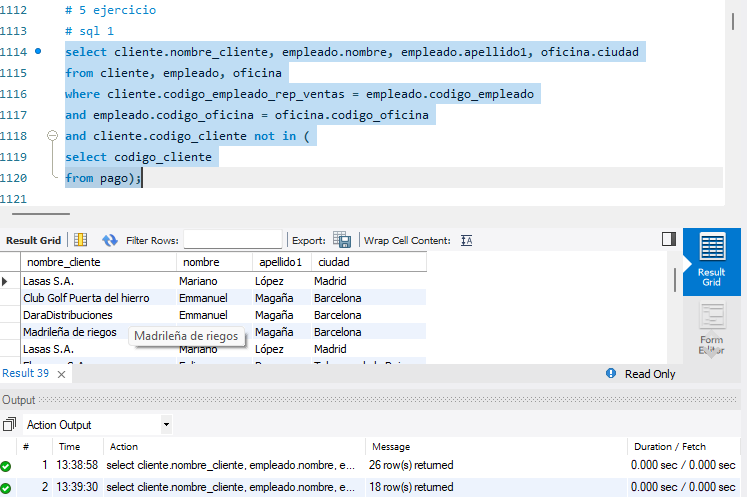 1112 # 5 ejercicio
1113 # sql 1
1114 select cliente.nombre_cliente, empleado.nombre, empleado.apellido1, oficina.ciudad
1115 from cliente, empleado, oficina
1116 where cliente.codigo_empleado_rep_ventas = empleado.codigo_empleado
1117 and empleado.codigo_oficina = oficina.codigo_oficina
1118 and cliente.codigo_cliente not in (
1119 select codigo_cliente
1120 from pago);
1121
Result Grid Filter Rows: Export: Wrap Cell Content:
nombre_cliente nombre apellido1 ciudad
Lasas S.A. Mariano López Madrid
Club Golf Puerta del hierro Emmanuel Magaña Barcelona
DaraDistribuciones Emmanuel Magaña Barcelona
Madrileña de riegos Magaña Barcelona
Madrileña de riegos
Lasas S.A. Mariano López Madrid
Result Grid
Form Editor
Result 39 Read Only
Output
Action Output
# Time Action Message Duration / Fetch
1 13:38:58 select cliente.nombre_cliente, empleado.nombre, e... 26 row(s) returned 0.000 sec / 0.000 sec
2 13:39:30 select cliente.nombre_cliente, empleado.nombre, e... 18 row(s) returned 0.000 sec / 0.000 sec